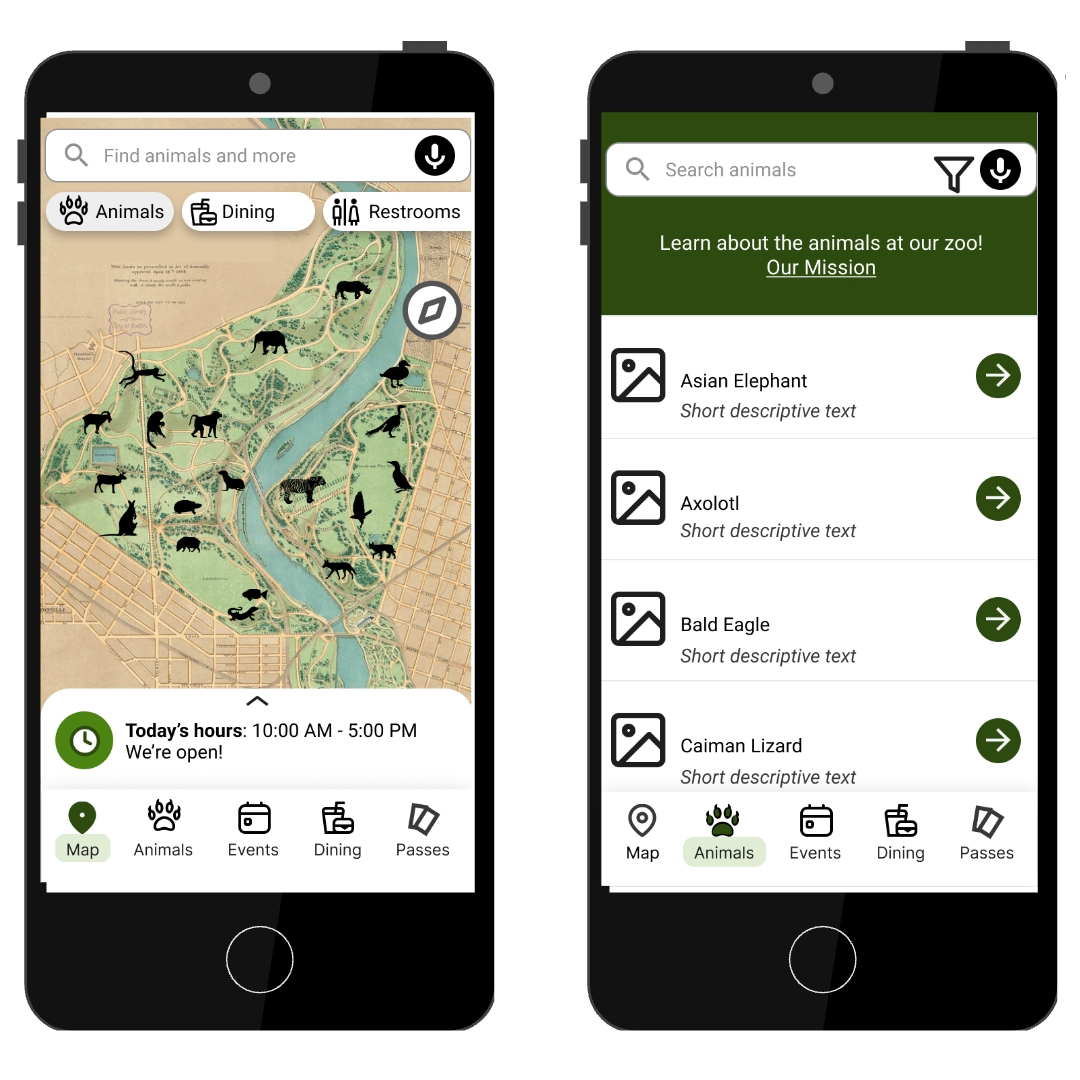 Find animals and more
Animals
Dining
Restrooms
Today’s hours: 10:00 AM - 5:00 PM
We’re open!
Map
Animals
Events
Dining
Passes
Search animals
Learn about the animals at our zoo!
Our Mission
Asian Elephant
Short descriptive text
Axolotl
Short descriptive text
Bald Eagle
Short descriptive text
Caiman Lizard
Short descriptive text
Map
Animals
Events
Dining
Passes